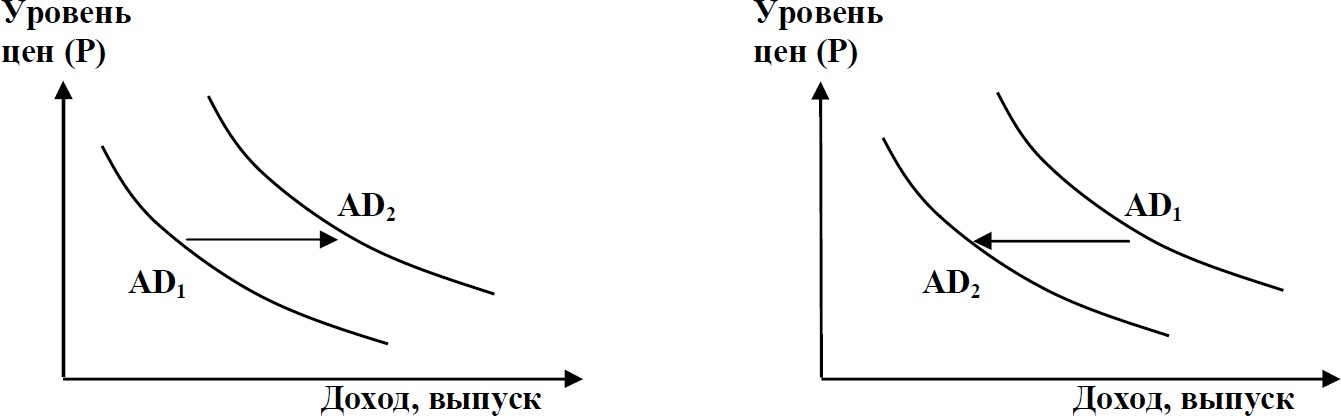 Уровень
цен (P)
AD₂
AD₁
Доход, выпуск
Уровень
цен (P)
AD₁
AD₂
Доход, выпуск